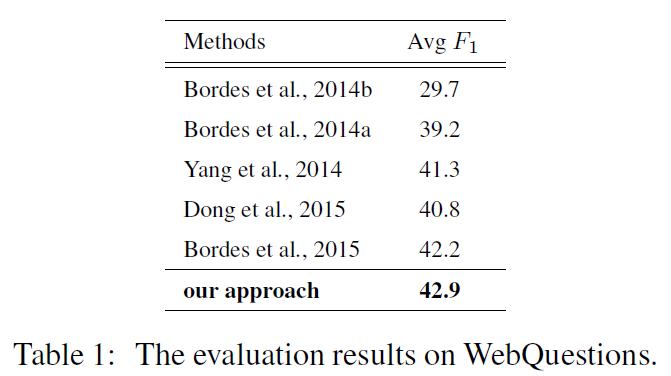 Methods Avg F1
Bordes et al., 2014b 29.7
Bordes et al., 2014a 39.2
Yang et al., 2014 41.3
Dong et al., 2015 40.8
Bordes et al., 2015 42.2
our approach 42.9
Table 1: The evaluation results on WebQuestions.